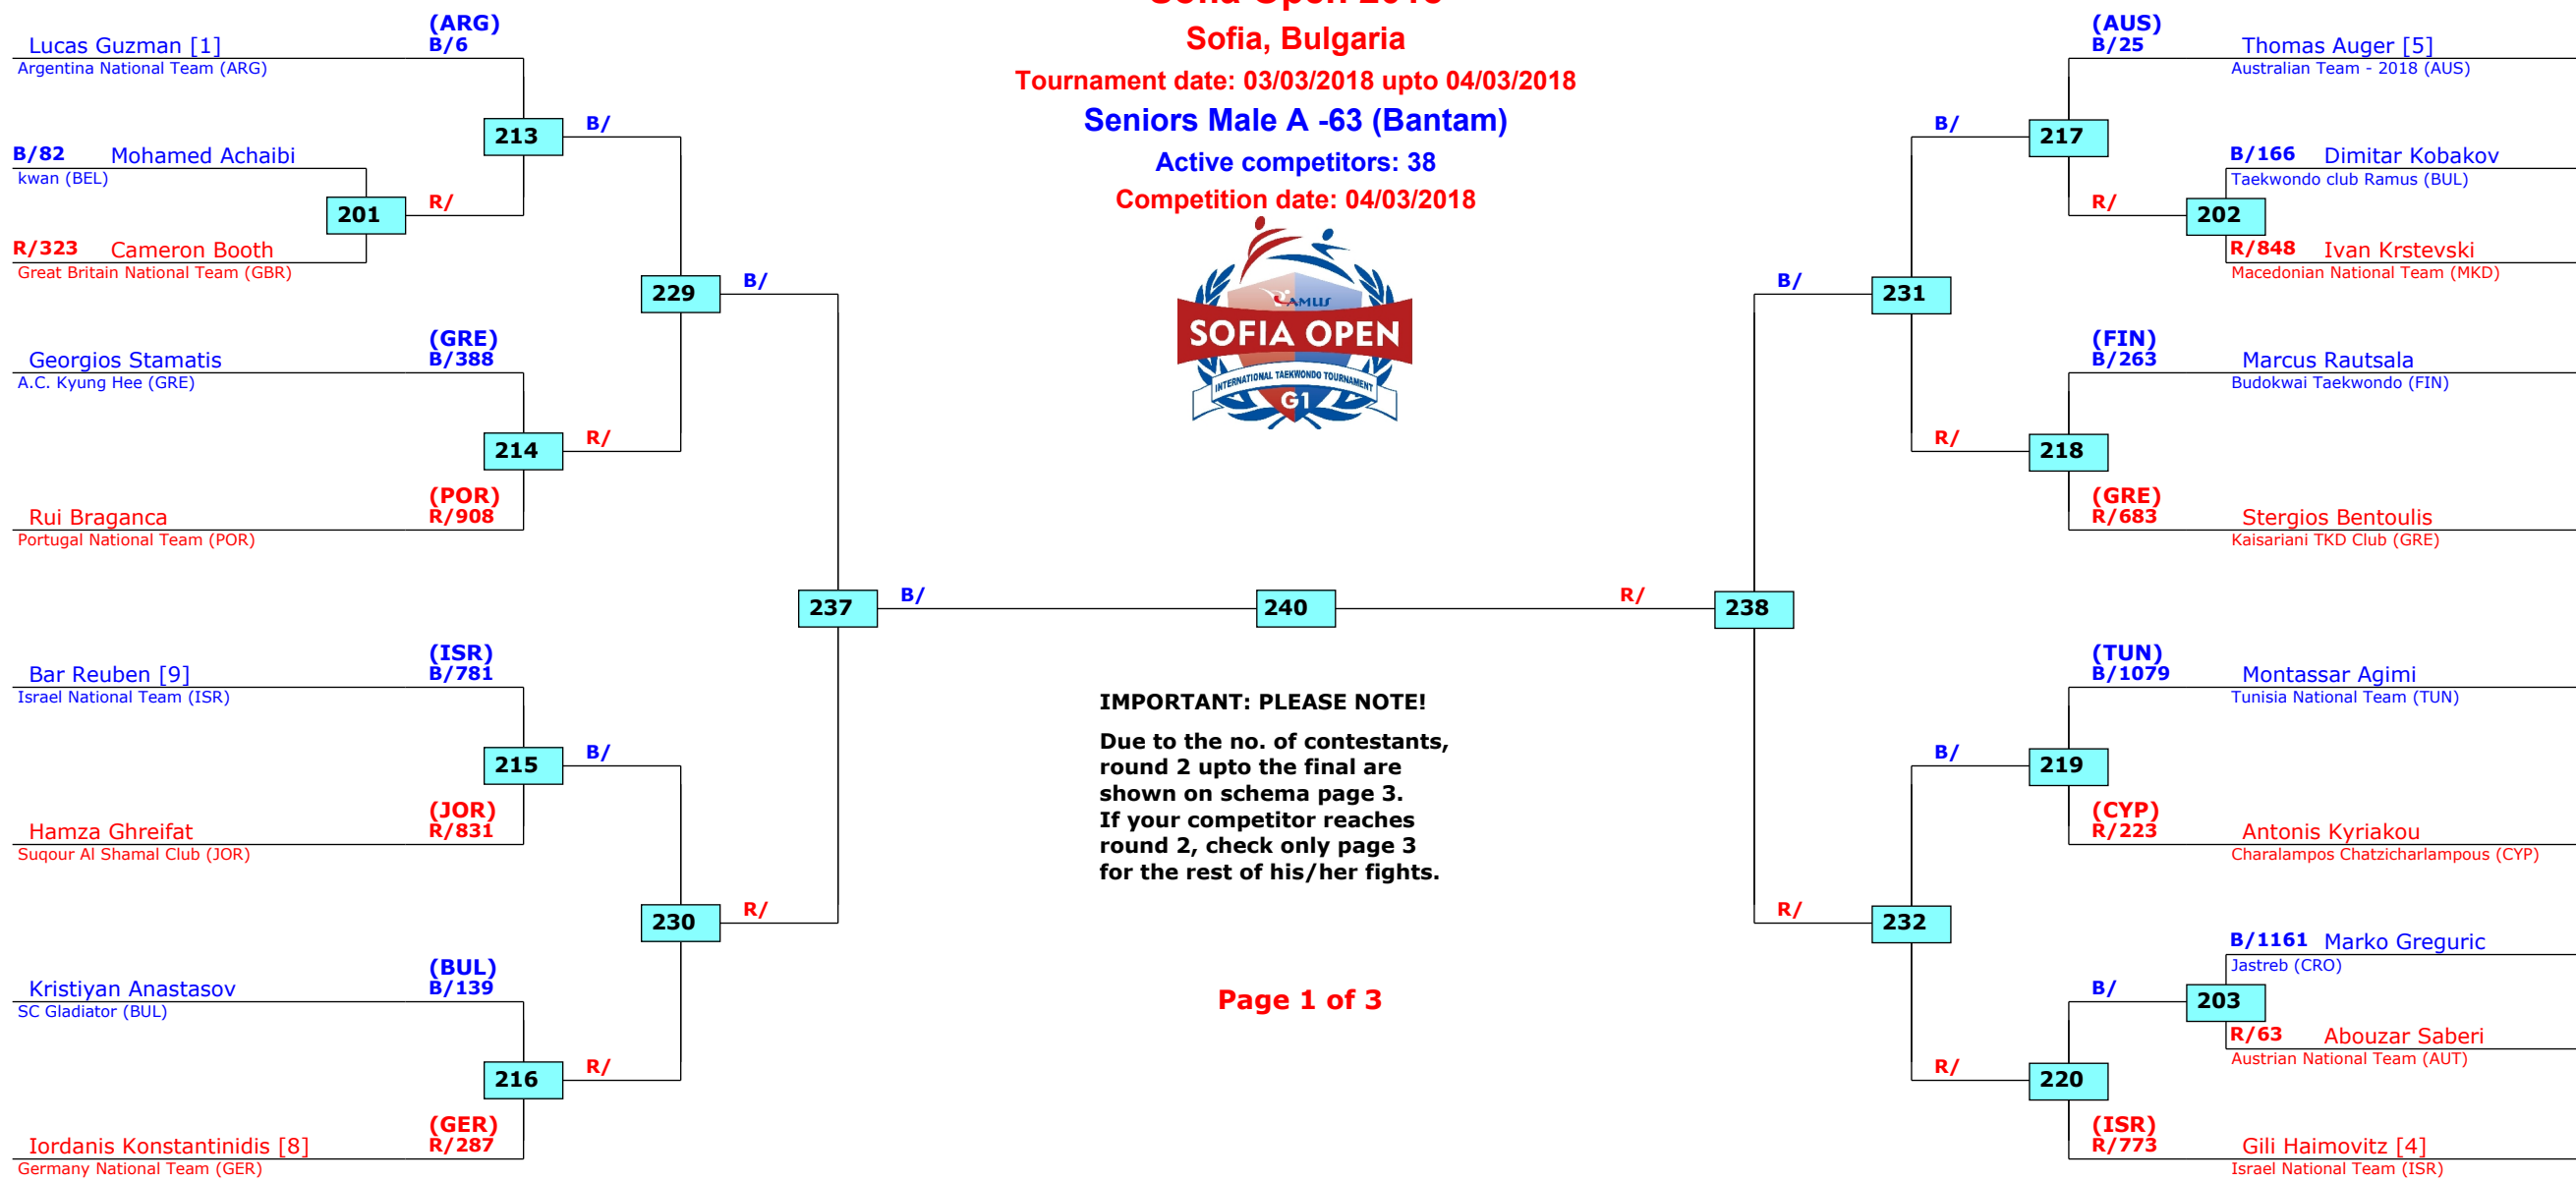 Sofia Open 2018
Sofia, Bulgaria
Tournament date: 03/03/2018 upto 04/03/2018
Seniors Male A -63 (Bantam)
Active competitors: 38
Competition date: 04/03/2018
RAMUS
SOFIA OPEN
INTERNATIONAL TAEKWONDO TOURNAMENT
G1
(ARG)
Lucas Guzman [1] B/6
Argentina National Team (ARG)
213
B/
B/82 Mohamed Achaibi
kwan (BEL)
201
R/
R/323 Cameron Booth
Great Britain National Team (GBR)
229
B/
(GRE)
Georgios Stamatis B/388
A.C. Kyung Hee (GRE)
214
R/
(POR)
Rui Braganca R/908
Portugal National Team (POR)
237
B/
240
R/
238
(ISR)
Bar Reuben [9] B/781
Israel National Team (ISR)
215
B/
(JOR)
Hamza Ghreifat R/831
Suqour Al Shamal Club (JOR)
230
R/
(BUL)
Kristiyan Anastasov B/139
SC Gladiator (BUL)
216
R/
(GER)
Iordanis Konstantinidis [8] R/287
Germany National Team (GER)
IMPORTANT: PLEASE NOTE!
Due to the no. of contestants,
round 2 upto the final are
shown on schema page 3.
If your competitor reaches
round 2, check only page 3
for the rest of his/her fights.
Page 1 of 3
(AUS)
B/25 Thomas Auger [5]
Australian Team - 2018 (AUS)
B/
217
B/166 Dimitar Kobakov
Taekwondo club Ramus (BUL)
R/
202
R/848 Ivan Krstevski
Macedonian National Team (MKD)
B/
231
(FIN)
B/263 Marcus Rautsala
Budokwai Taekwondo (FIN)
R/
218
(GRE)
R/683 Stergios Bentoulis
Kaisariani TKD Club (GRE)
(TUN)
B/1079 Montassar Agimi
Tunisia National Team (TUN)
B/
219
(CYP)
R/223 Antonis Kyriakou
Charalampos Chatzicharlampous (CYP)
R/
232
B/1161 Marko Greguric
Jastreb (CRO)
B/
203
R/63 Abouzar Saberi
Austrian National Team (AUT)
R/
220
(ISR)
R/773 Gili Haimovitz [4]
Israel National Team (ISR)